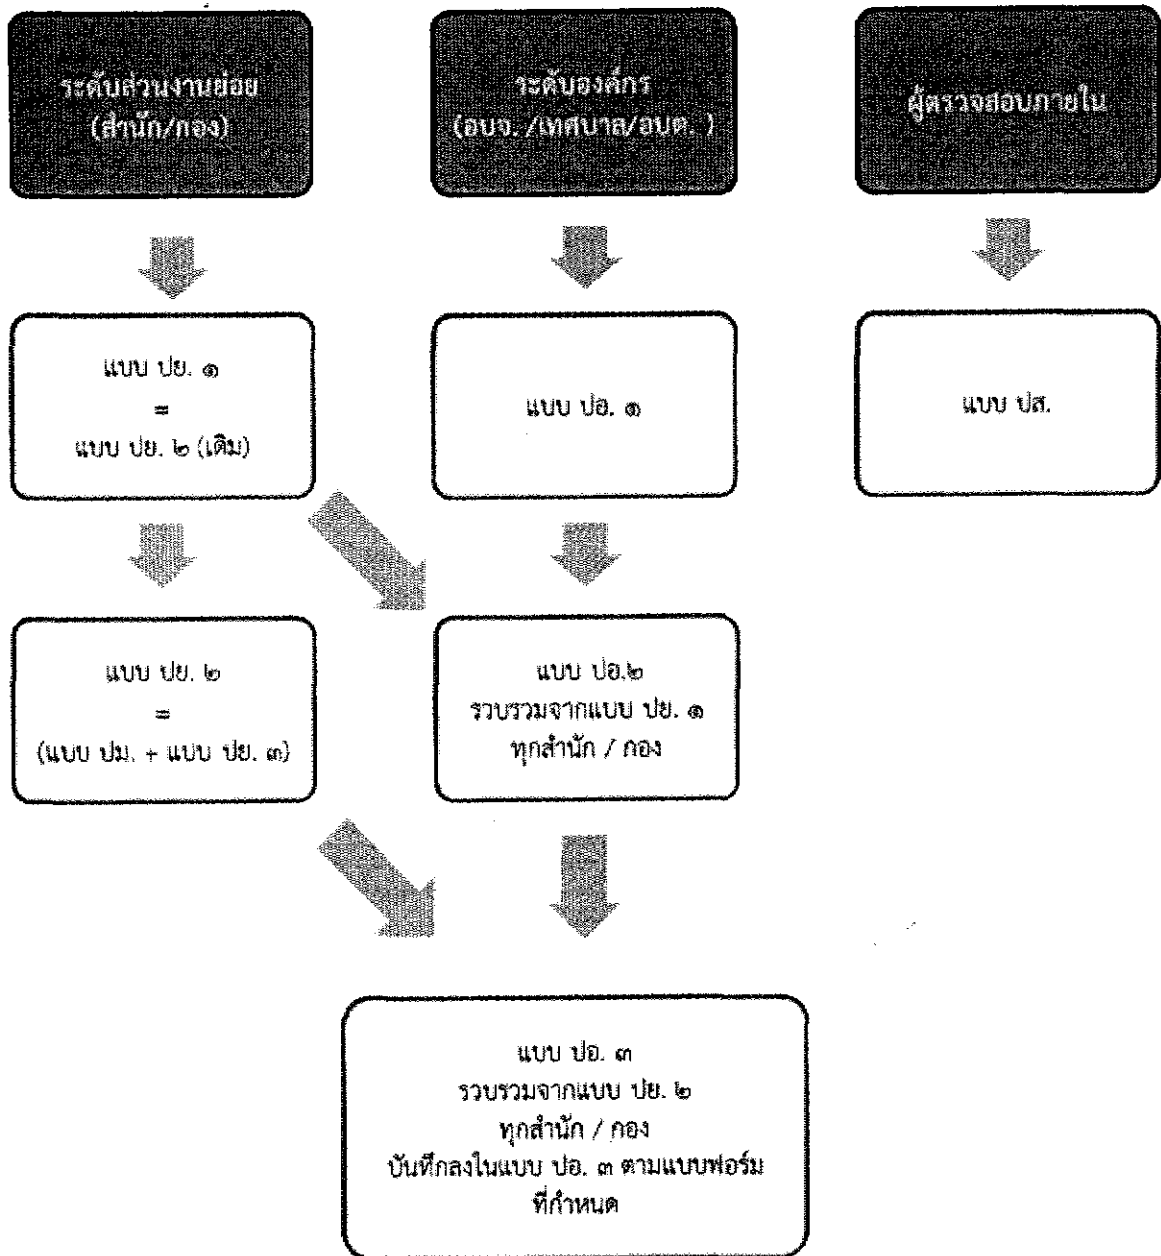 ระดับส่วนงานย่อย
(สำนัก/กอง)
ระดับองค์กร
(อบจ. /เทศบาล/อบต. )
ผู้ตรวจสอบภายใน
แบบ ปย. ๑
=
แบบ ปย. ๒ (เดิม)
แบบ ปอ. ๑
แบบ ปส.
แบบ ปย. ๒
=
(แบบ ปม. + แบบ ปย. ๓)
แบบ ปอ.๒
รวบรวมจากแบบ ปย. ๑
ทุกสำนัก / กอง
แบบ ปอ. ๓
รวบรวมจากแบบ ปย. ๒
ทุกสำนัก / กอง
บันทึกลงในแบบ ปอ. ๓ ตามแบบฟอร์ม
ที่กำหนด